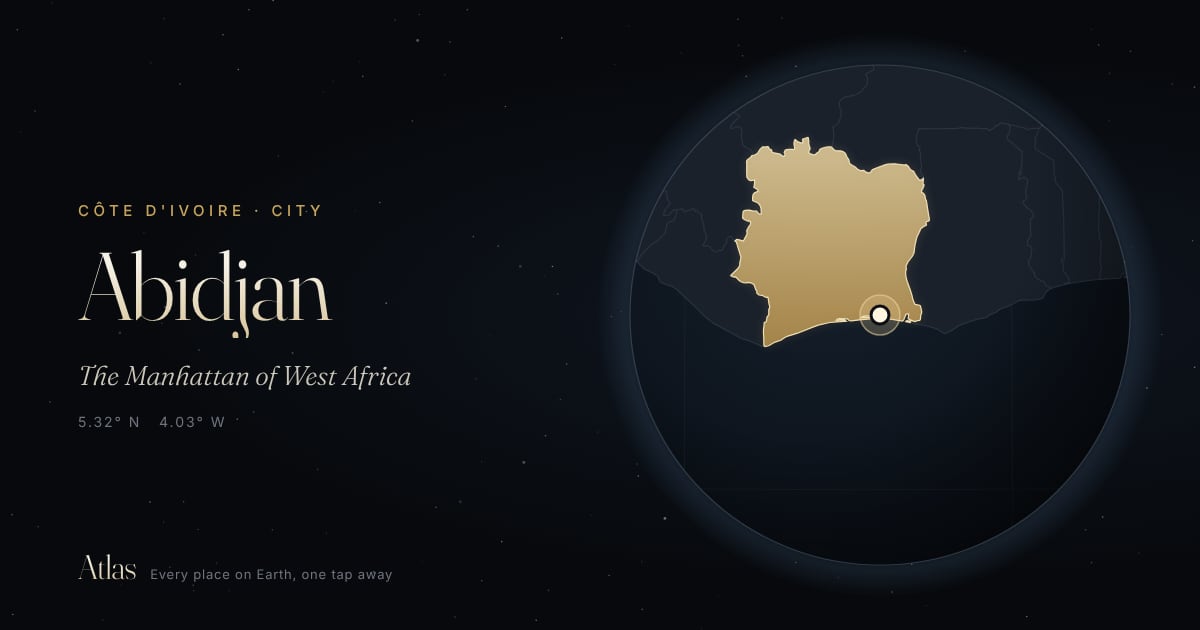 CÔTE D'IVOIRE · CITY
Abidjan
The Manhattan of West Africa
5.32° N 4.03° W
Atlas Every place on Earth, one tap away